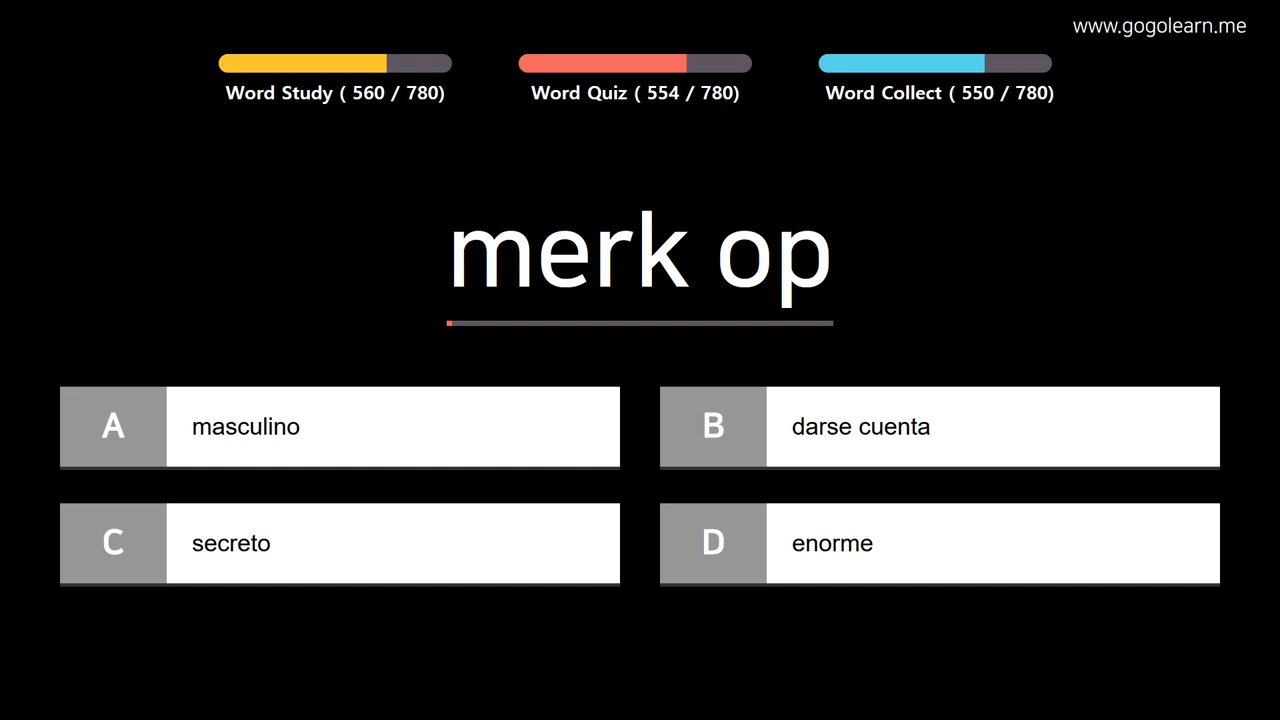 www.gogolearn.me
Word Study ( 560 / 780)
Word Quiz ( 554 / 780)
Word Collect ( 550 / 780)
merk op
A masculino
B darse cuenta
C secreto
D enorme